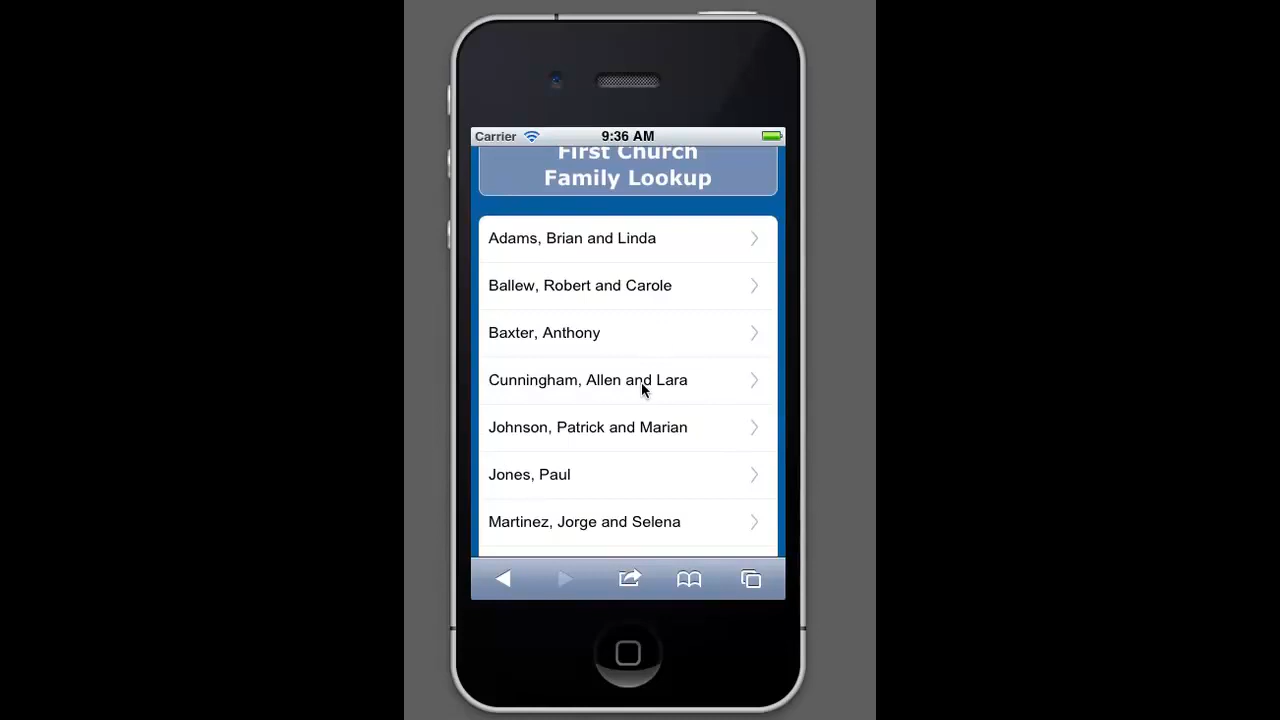 Carrier
9:36 AM
First Church
Family Lookup
Adams, Brian and Linda
Ballew, Robert and Carole
Baxter, Anthony
Cunningham, Allen and Lara
Johnson, Patrick and Marian
Jones, Paul
Martinez, Jorge and Selena